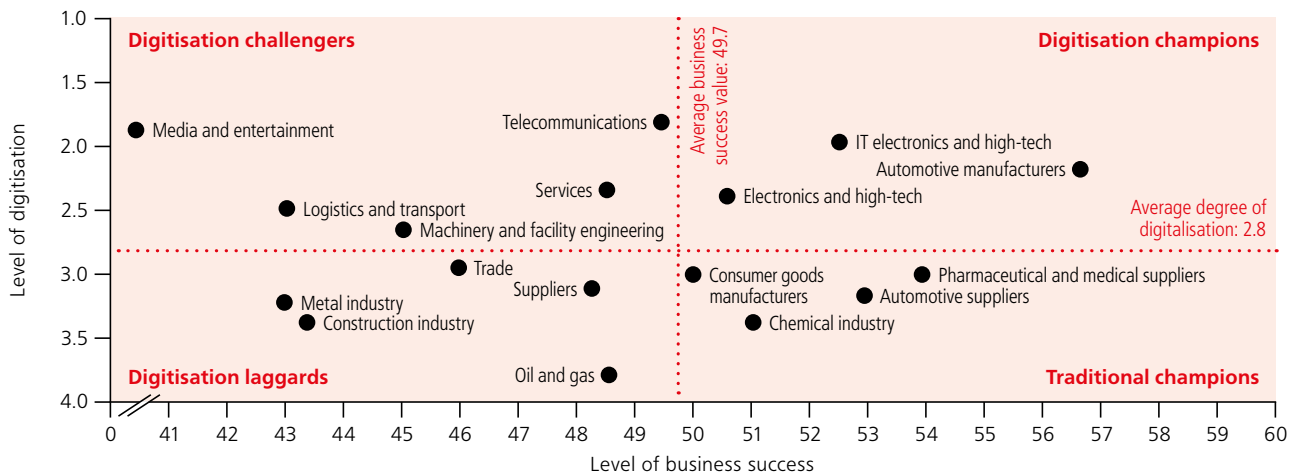 1.0
1.5
2.0
2.5
3.0
3.5
4.0
Level of digitisation
Digitisation challengers
Digitisation champions
Average business
success value: 49.7
Media and entertainment
Telecommunications
IT electronics and high-tech
Automotive manufacturers
Services
Electronics and high-tech
Logistics and transport
Machinery and facility engineering
Average degree of
digitalisation: 2.8
Trade
Suppliers
Consumer goods
manufacturers
Pharmaceutical and medical suppliers
Automotive suppliers
Metal industry
Construction industry
Chemical industry
Oil and gas
Digitisation laggards
Traditional champions
0 41 42 43 44 45 46 47 48 49 50 51 52 53 54 55 56 57 58 59 60
Level of business success